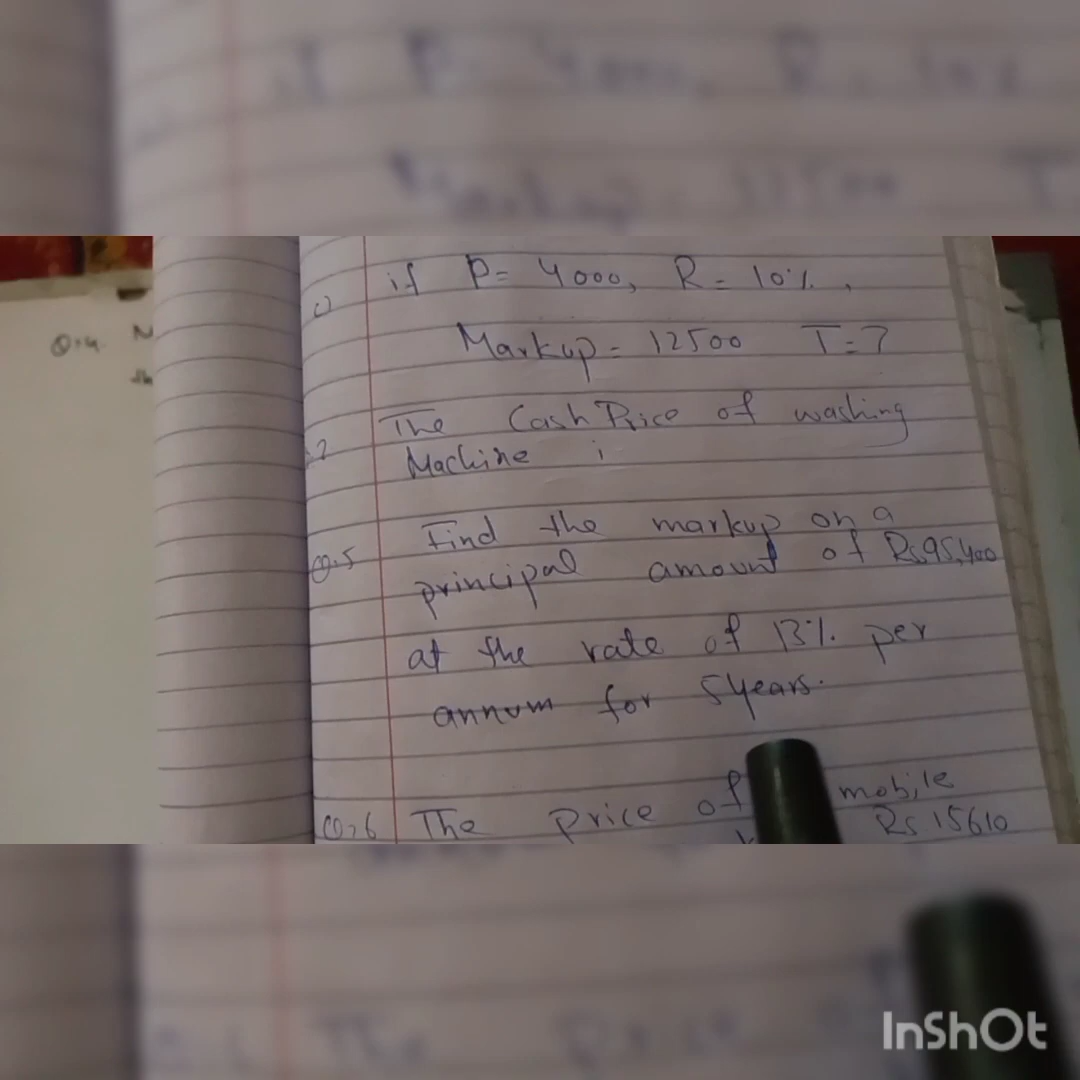 if P= 4000, R= 10%,
Markup= 12500 T=?
The Cash Price of washing
Machine i
Q.5 Find the markup on a
principal amount of Rs95,400
at the rate of 13% per
annum for 5years.
Q.6 The price of mobile
Rs 15610
InShOt